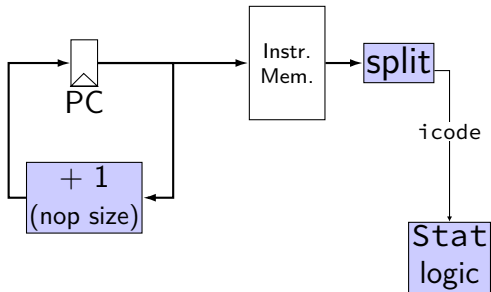 Instr.
Mem.
split
PC
icode
+ 1
(nop size)
Stat
logic